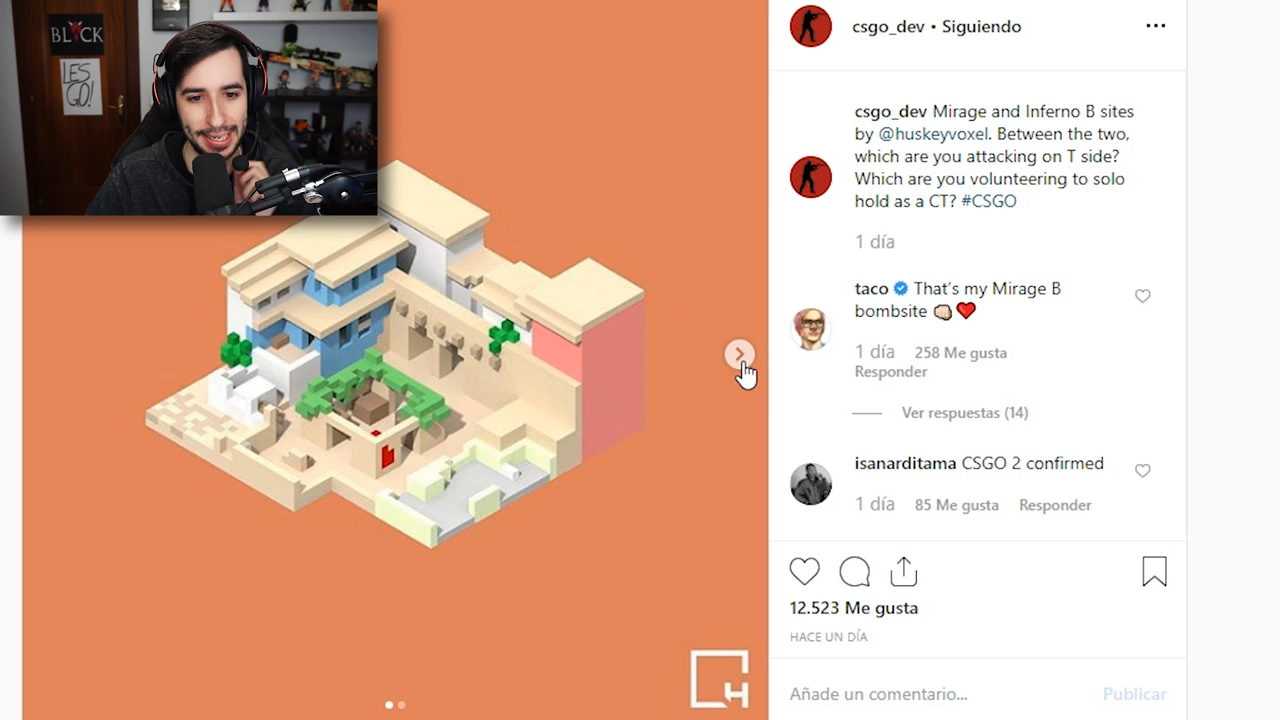 BL CK
LES
GO!
csgo_dev • Siguiendo
csgo_dev Mirage and Inferno B sites
by @huskeyvoxel. Between the two,
which are you attacking on T side?
Which are you volunteering to solo
hold as a CT? #CSGO
1 día
taco That's my Mirage B
bombsite 👊🏻❤️
1 día 258 Me gusta
Responder
Ver respuestas (14)
isanarditama CSGO 2 confirmed
1 día 85 Me gusta Responder
12.523 Me gusta
HACE UN DÍA
Añade un comentario... Publicar
H